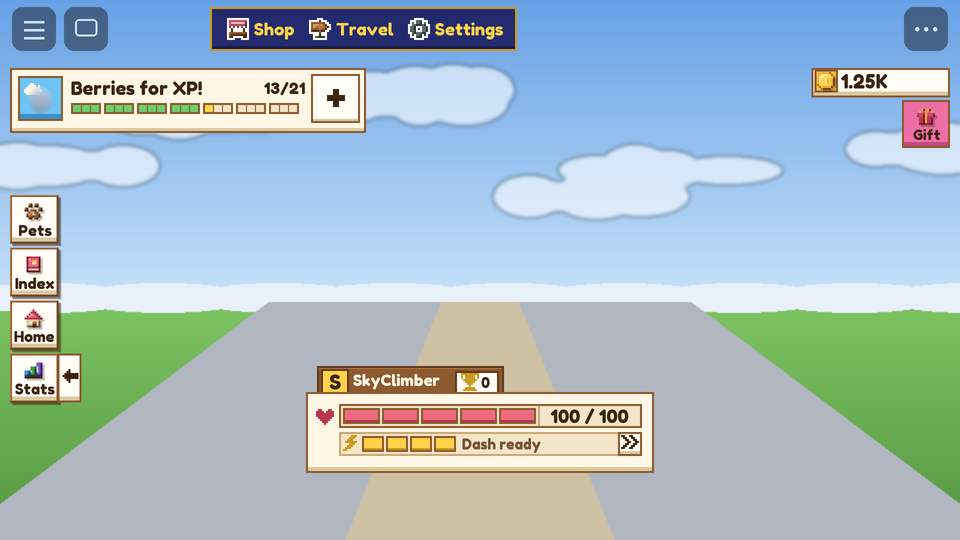 Shop Travel Settings
Berries for XP! 13/21
+
1.25K
Gift
Pets
Index
Home
Stats
S SkyClimber 0
100 / 100
Dash ready